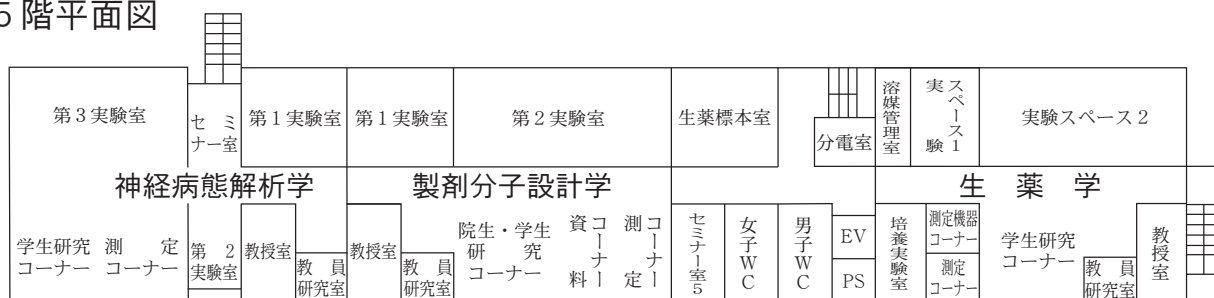 5階平面図
第3実験室
セミ
ナー室
第1実験室
第1実験室
第2実験室
生薬標本室
分電室
溶媒管理室
実験
スペース1
実験スペース2
神経病態解析学
製剤分子設計学
生薬学
学生研究
コーナー
測定
コーナー
第2
実験室
教授室
教員
研究室
教授室
教員
研究室
院生・学生
研究
コーナー
資料
コーナー
測定
コーナー
セミナー室5
女子WC
男子WC
EV
PS
培養実験室
測定機器
コーナー
測定
コーナー
学生研究
コーナー
教員
研究室
教授室